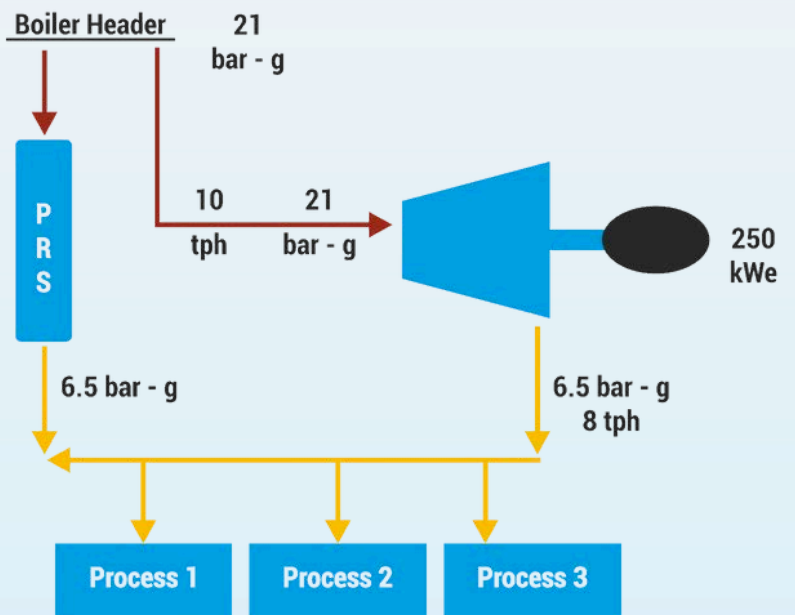 Boiler Header
21
bar - g
P
R
S
10
tph
21
bar - g
250
kWe
6.5 bar - g
6.5 bar - g
8 tph
Process 1
Process 2
Process 3